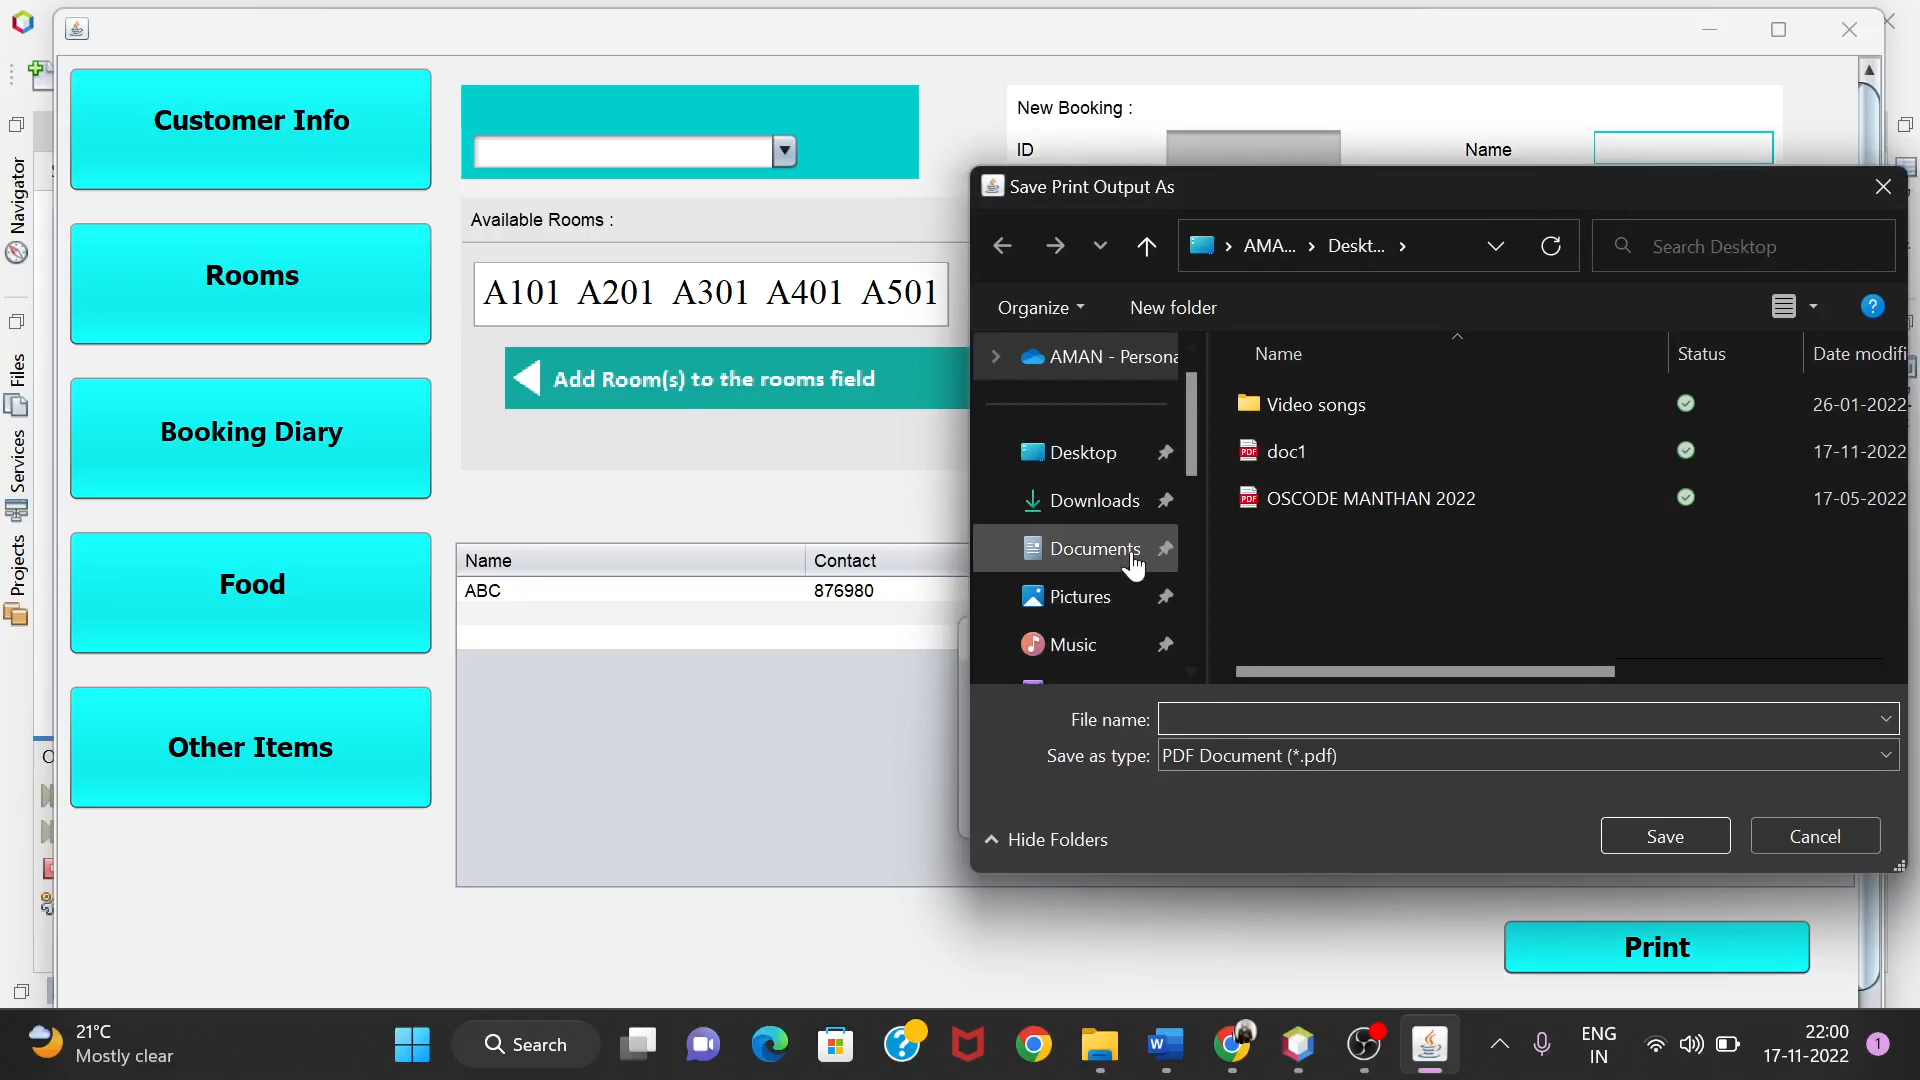 Customer Info
Rooms
Booking Diary
Food
Other Items
New Booking :
ID
Name
Available Rooms :
A101 A201 A301 A401 A501
Add Room(s) to the rooms field
Name Contact
ABC 876980
Print
Save Print Output As
AMA... Deskt...
Search Desktop
Organize New folder
AMAN - Persona
Desktop
Downloads
Documents
Pictures
Music
Name Status Date modifi
Video songs 26-01-2022
doc1 17-11-2022
OSCODE MANTHAN 2022 17-05-2022
File name:
Save as type: PDF Document (*.pdf)
Hide Folders
Save
Cancel
Navigator
Files
Services
Projects
21°C
Mostly clear
Search
ENG
IN
22:00
17-11-2022
1